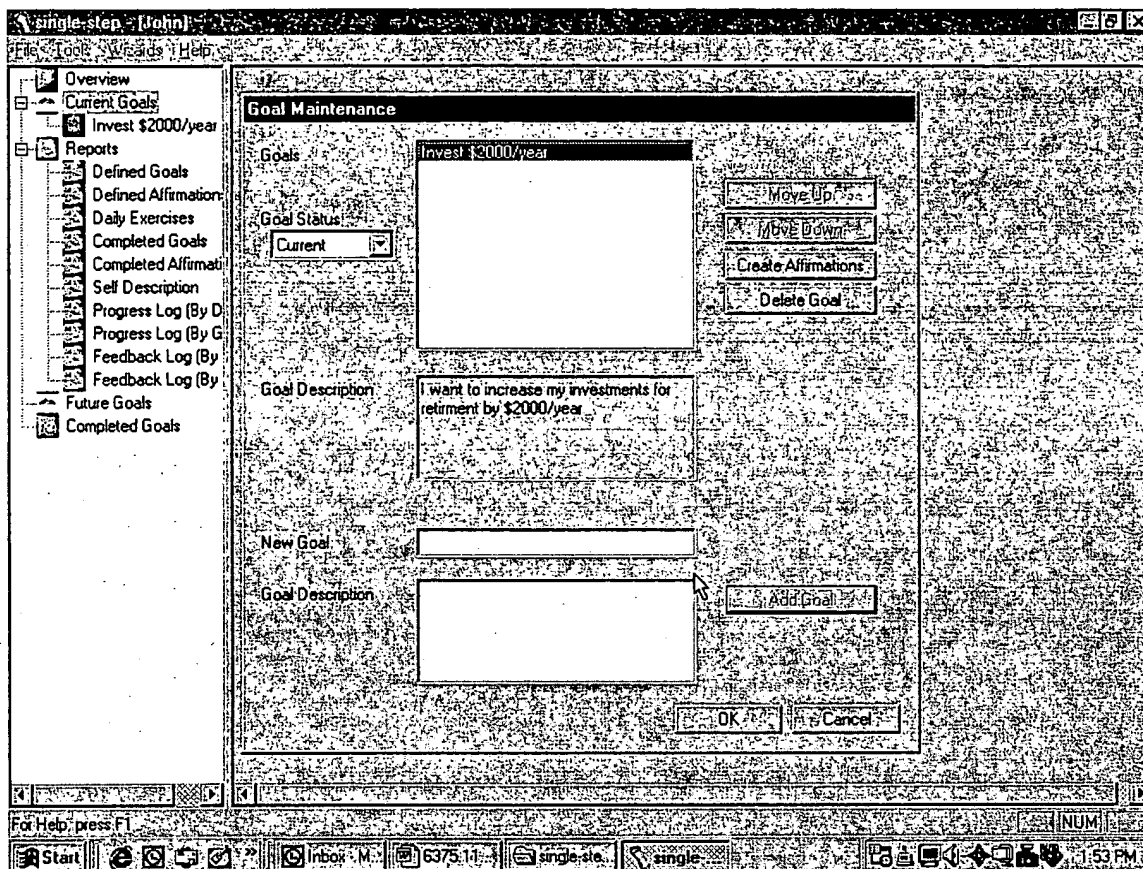 single-step - [John]
File Tools Wizards Help
Overview
Current Goals
Invest $2000/year
Reports
Defined Goals
Defined Affirmation
Daily Exercises
Completed Goals
Completed Affirmati
Self Description
Progress Log (By D
Progress Log (By G
Feedback Log (By
Feedback Log (By
Future Goals
Completed Goals
Goal Maintenance
Goals
Invest $2000/year
Goal Status
Current
Move Up
Move Down
Create Affirmations
Delete Goal
Goal Description
I want to increase my investments for
retirment by $2000/year
New Goal
Goal Description
Add Goal
OK
Cancel
For Help, press F1
NUM
Start
Inbox - M...
6375.11
single-ste...
single
1:53 PM